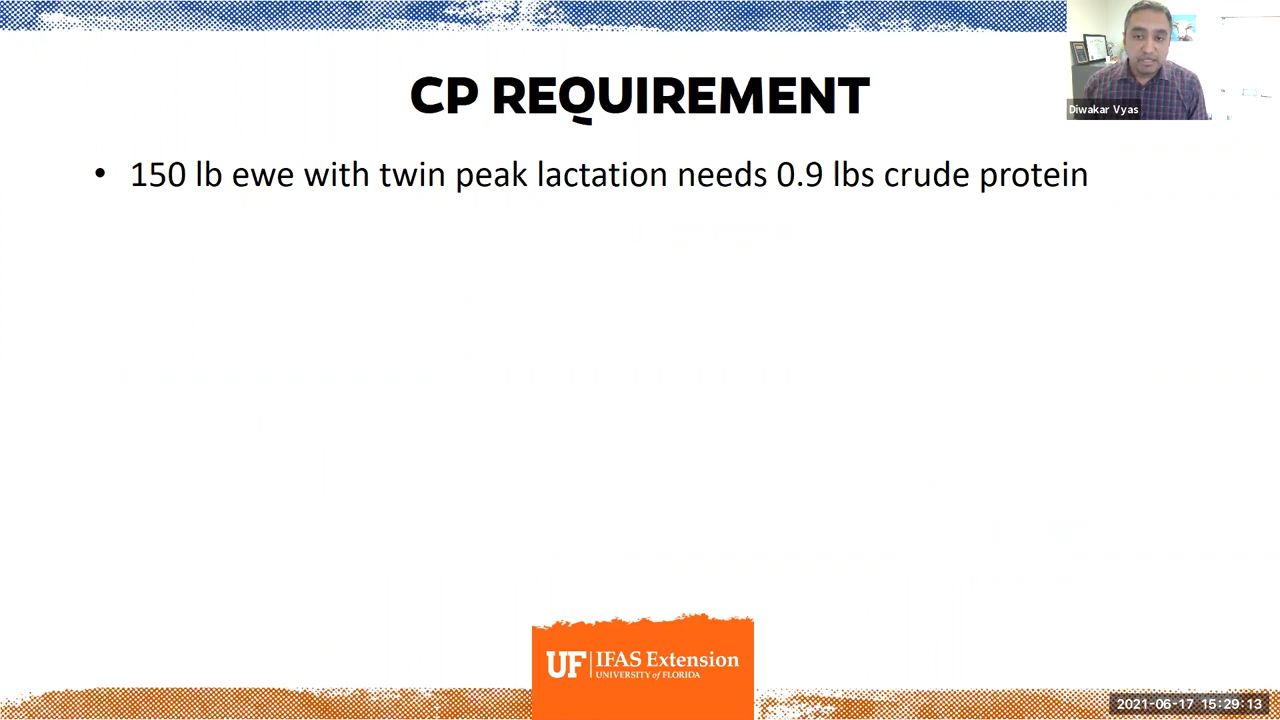 CP REQUIREMENT
• 150 lb ewe with twin peak lactation needs 0.9 lbs crude protein
Diwakar Vyas
UF IFAS Extension
UNIVERSITY of FLORIDA
2021-06-17 15:29:13